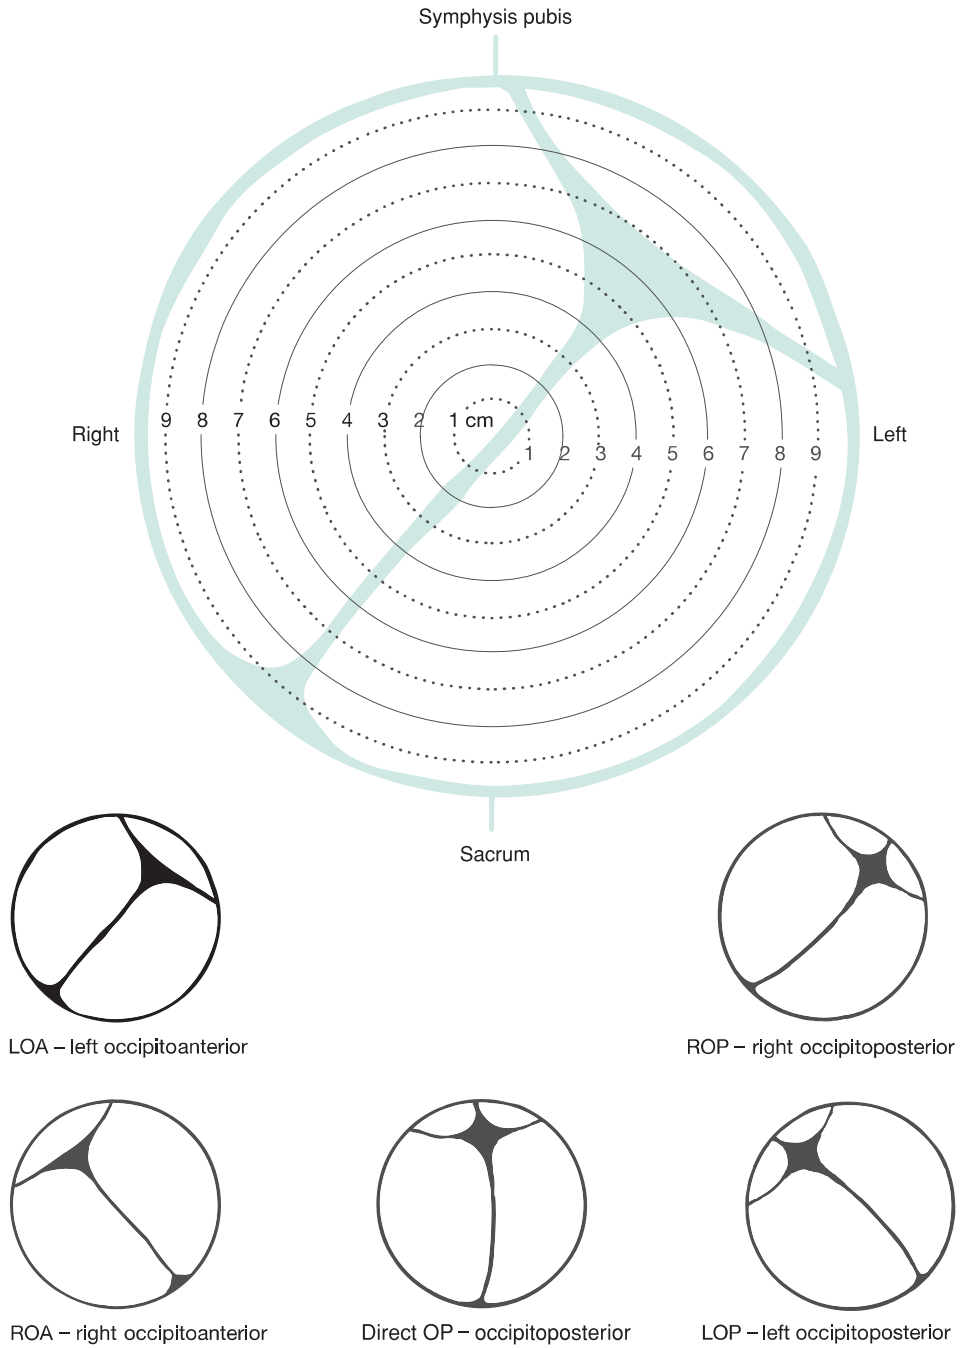 Symphysis pubis
Right
9 8 7 6 5 4 3 2 1 cm
1 2 3 4 5 6 7 8 9
Left
Sacrum
LOA – left occipitoanterior
ROP – right occipitoposterior
ROA – right occipitoanterior
Direct OP – occipitoposterior
LOP – left occipitoposterior